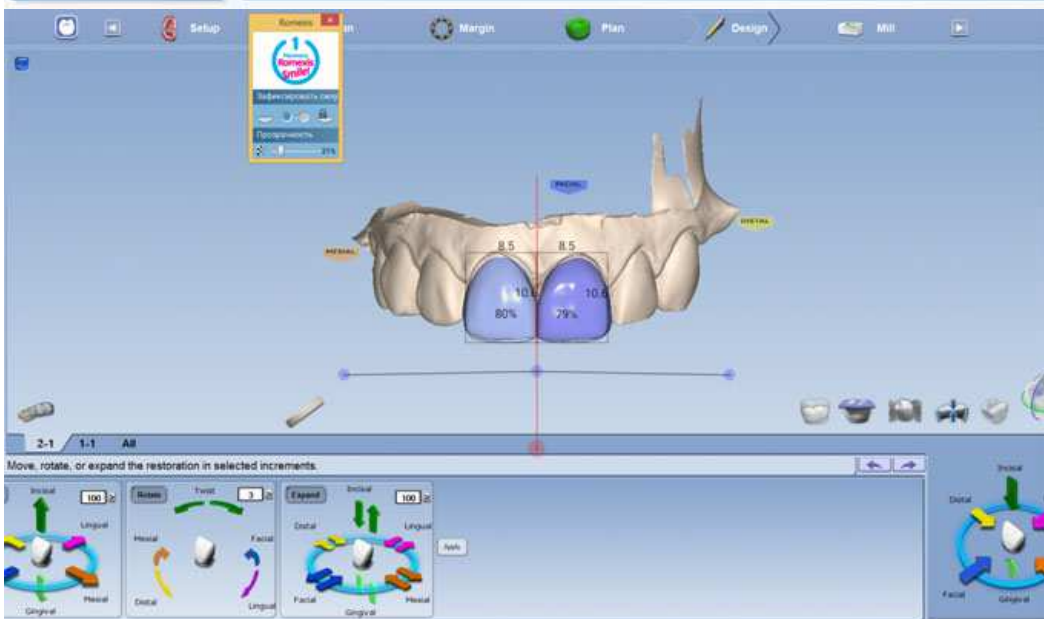 Setup
Margin
Plan
Design
Mill
Romexis
1
Romexis
Smile!
Зафиксировать
Прозрачность
31%
FACIAL
MESIAL
DISTAL
8.5 8.5
10.6 10.6
80% 79%
2-1 1-1 All
Move, rotate, or expand the restoration in selected increments.
Incisal 100 ≥
Lingual
Mesial
Gingival
Rotate Twist 3 ≥
Mesial Facial
Distal Lingual
Expand Incisal 100 ≥
Distal Lingual
Facial Mesial
Gingival
Apply
Incisal
Distal
Facial
Gingival